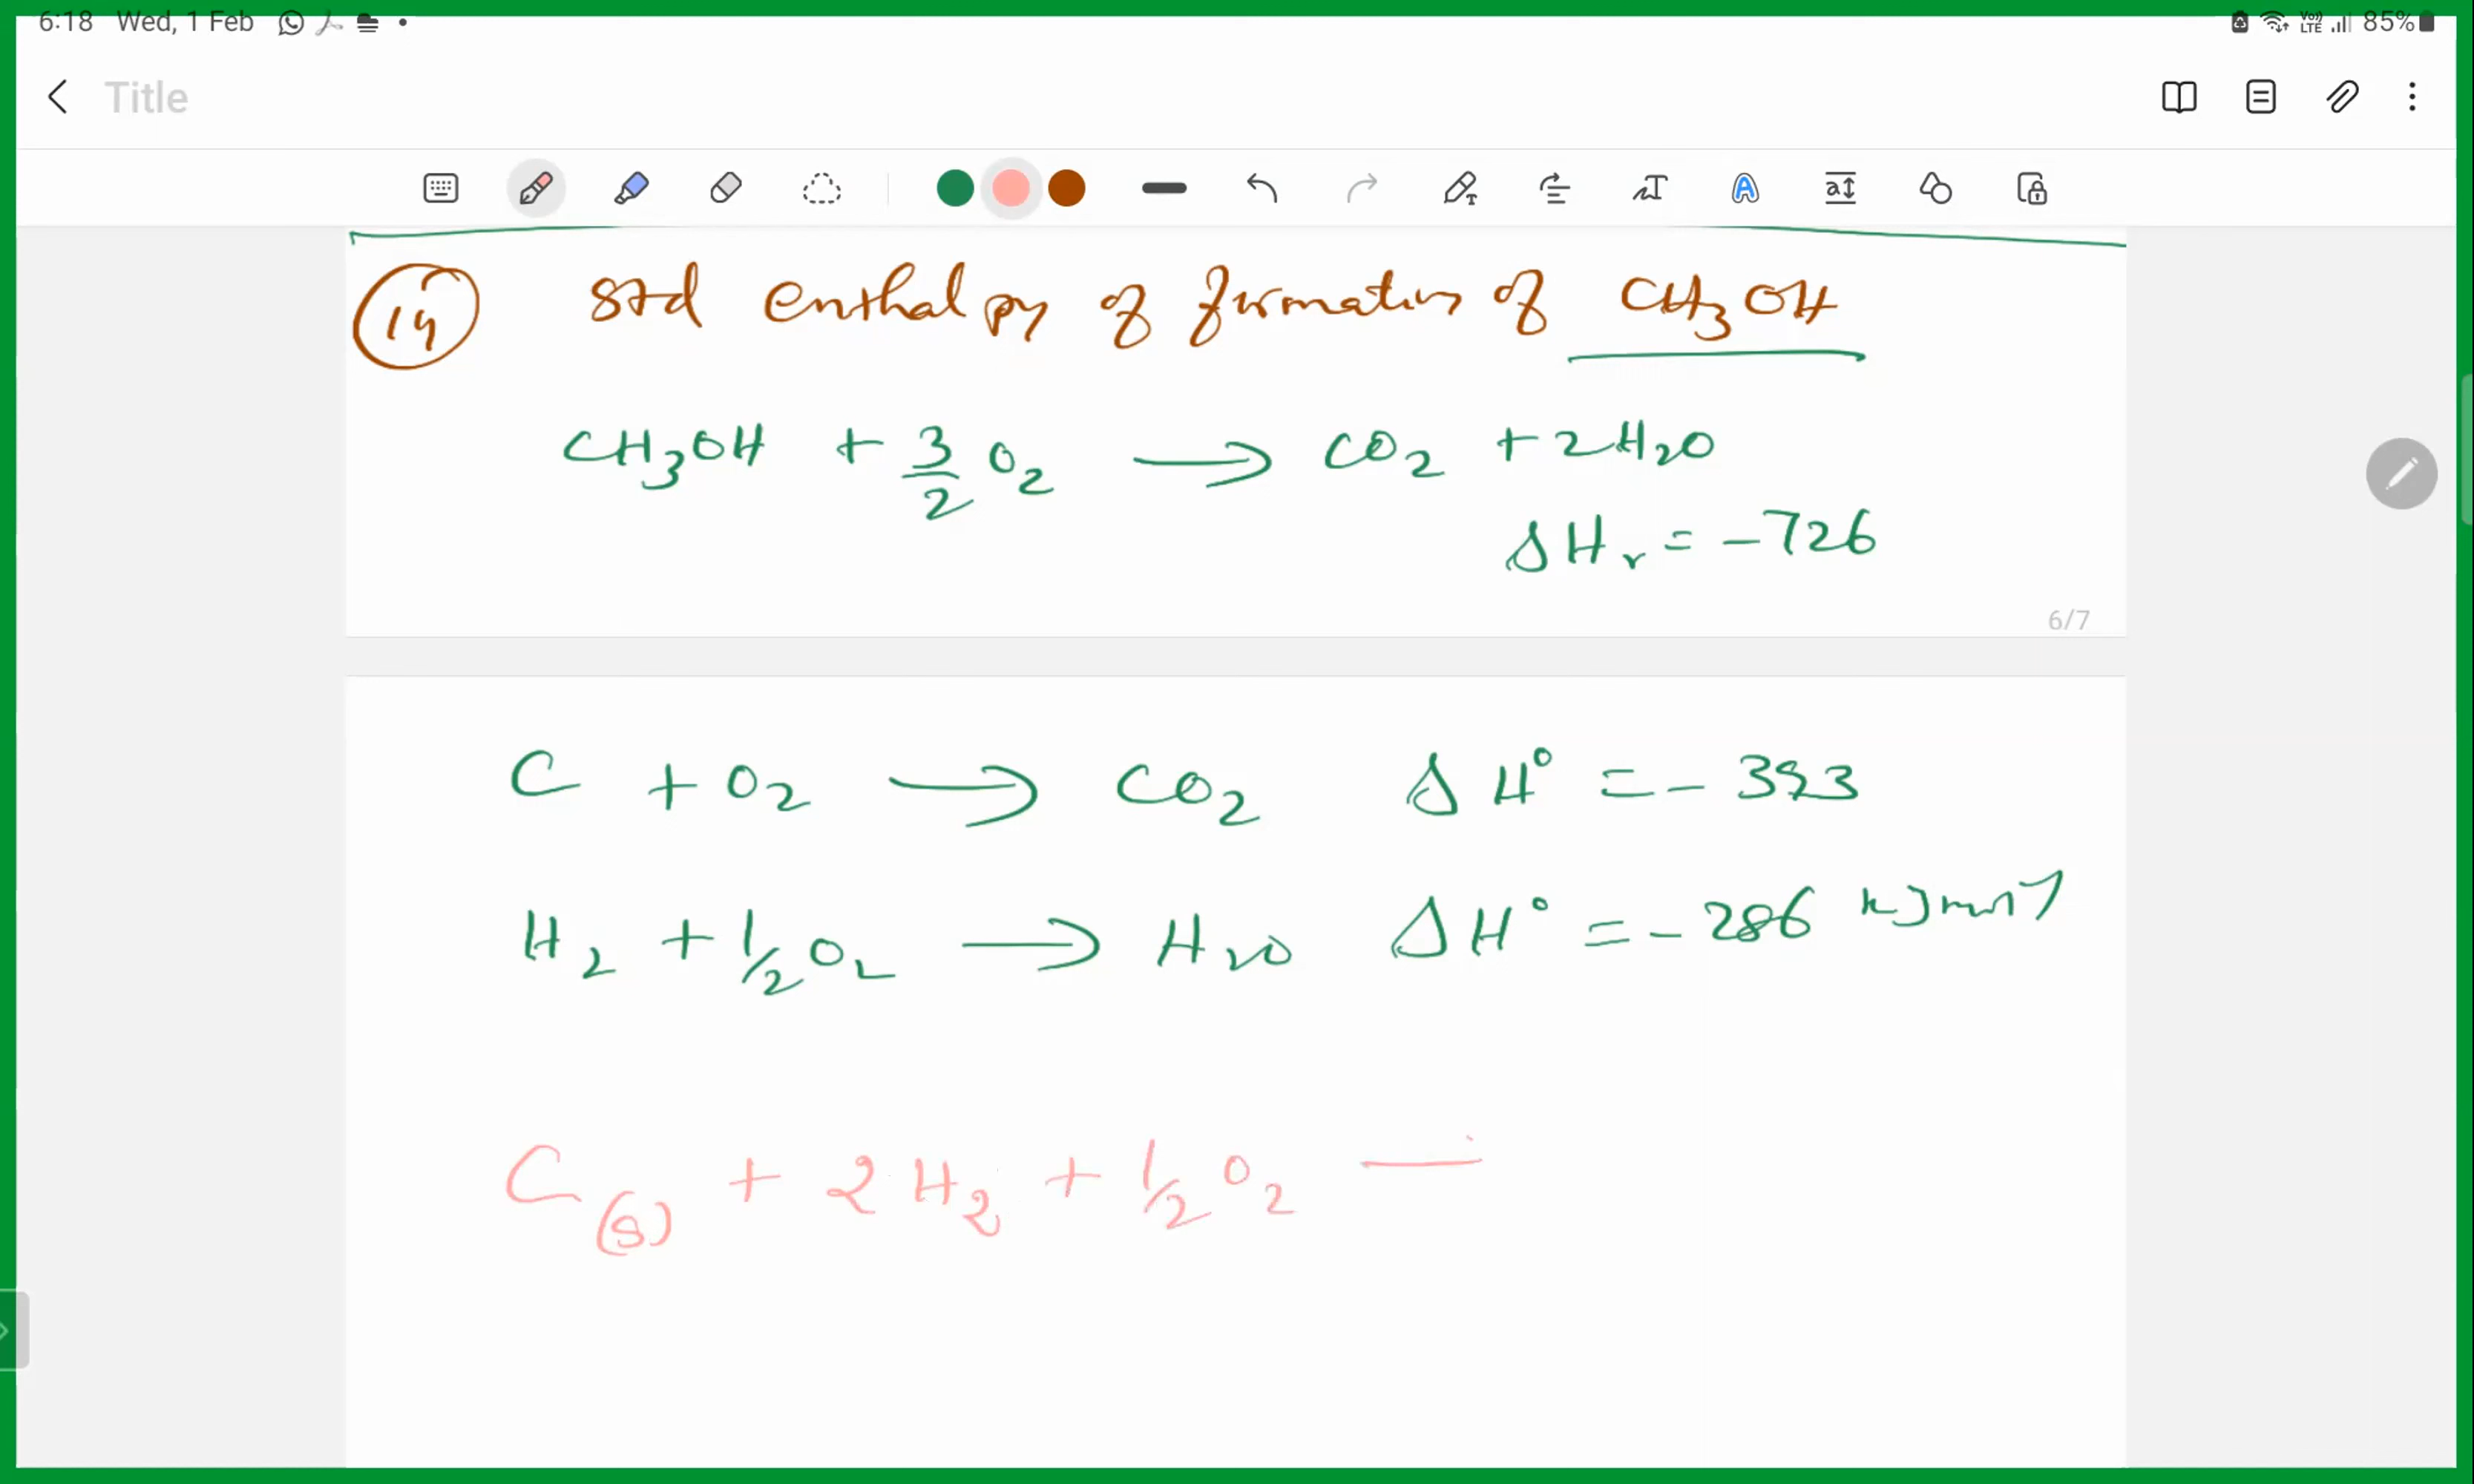 6:18 Wed, 1 Feb 85%
Title
14 Std enthalpy of formation of CH3OH
CH3OH + 3/2 O2 → CO2 + 2H2O
ΔHr = -726
6/7
C + O2 → CO2 ΔH° = - 393
H2 + 1/2 O2 → H2O ΔH° = - 286 kJ mol-1
C(s) + 2 H2 + 1/2 O2 —